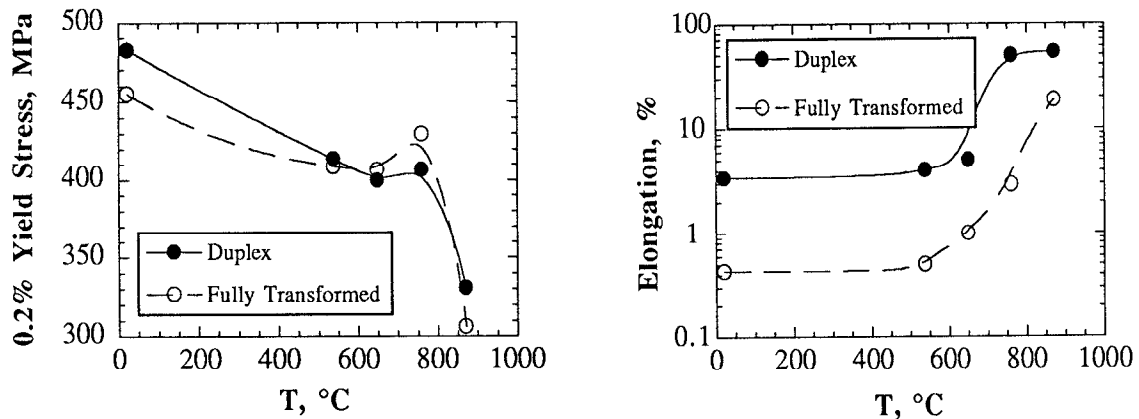 0.2% Yield Stress, MPa
500
450
400
350
300
Duplex
Fully Transformed
0 200 400 600 800 1000
T, °C
Elongation, %
100
10
1
0.1
Duplex
Fully Transformed
0 200 400 600 800 1000
T, °C